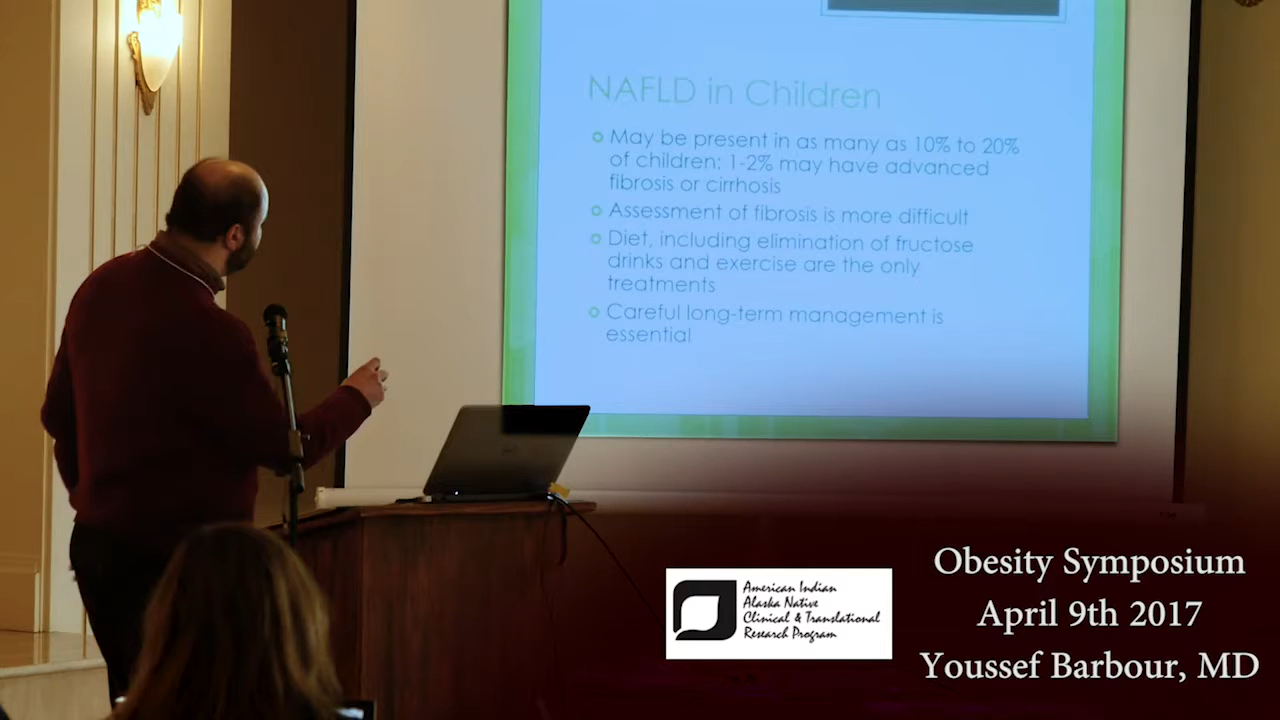 NAFLD in Children
May be present in as many as 10% to 20%
of children: 1-2% may have advanced
fibrosis or cirrhosis
Assessment of fibrosis is more difficult
Diet, including elimination of fructose
drinks and exercise are the only
treatments
Careful long-term management is
essential
American Indian
Alaska Native
Clinical & Translational
Research Program
Obesity Symposium
April 9th 2017
Youssef Barbour, MD